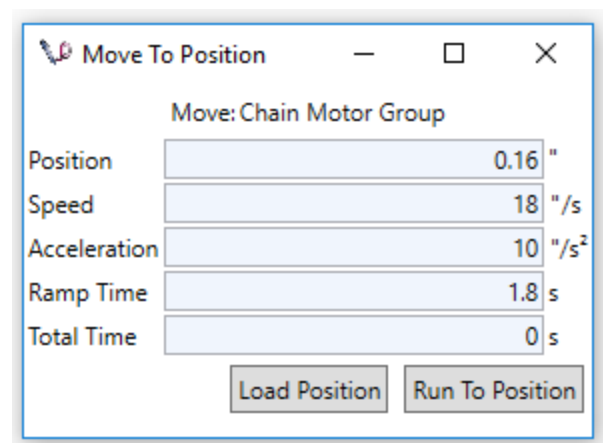 Move To Position
Move: Chain Motor Group
Position 0.16 "
Speed 18 "/s
Acceleration 10 "/s²
Ramp Time 1.8 s
Total Time 0 s
Load Position Run To Position